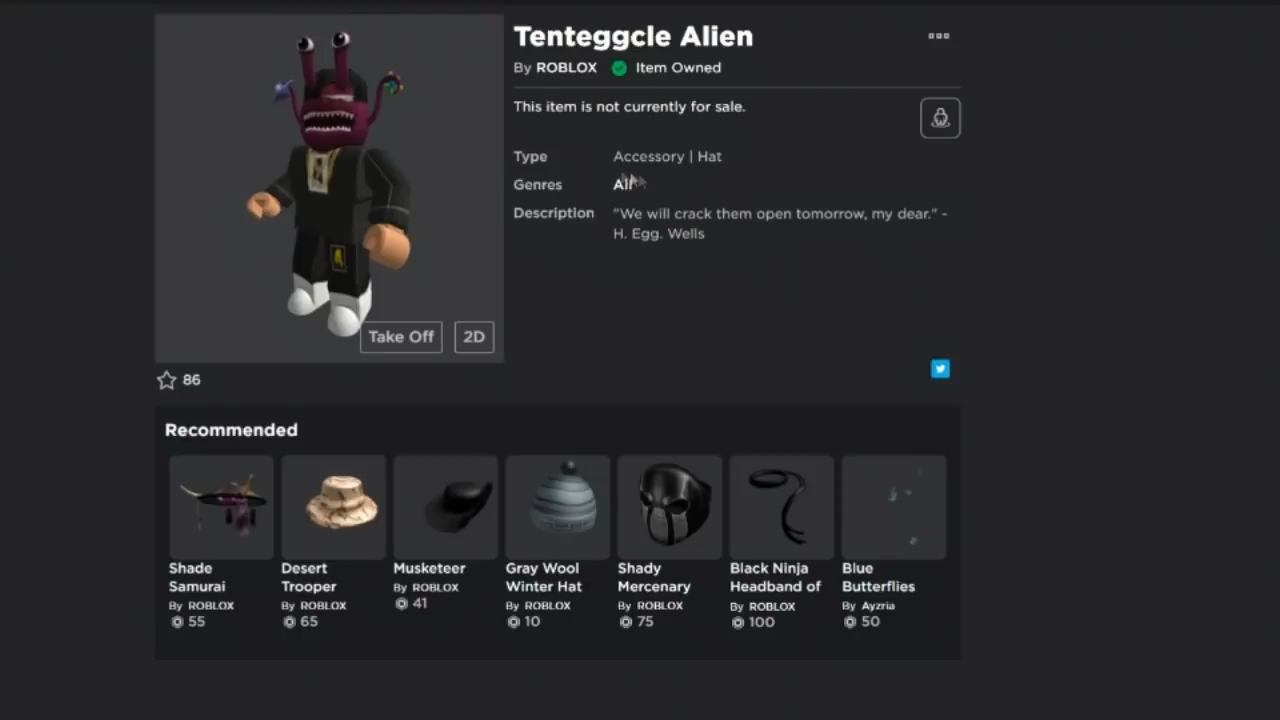 Tenteggcle Alien
By ROBLOX Item Owned
This item is not currently for sale.
Type Accessory | Hat
Genres All
Description "We will crack them open tomorrow, my dear." -
H. Egg. Wells
Take Off 2D
86
Recommended
Shade
Samurai
By ROBLOX
55
Desert
Trooper
By ROBLOX
65
Musketeer
By ROBLOX
41
Gray Wool
Winter Hat
By ROBLOX
10
Shady
Mercenary
By ROBLOX
75
Black Ninja
Headband of
By ROBLOX
100
Blue
Butterflies
By Ayzria
50